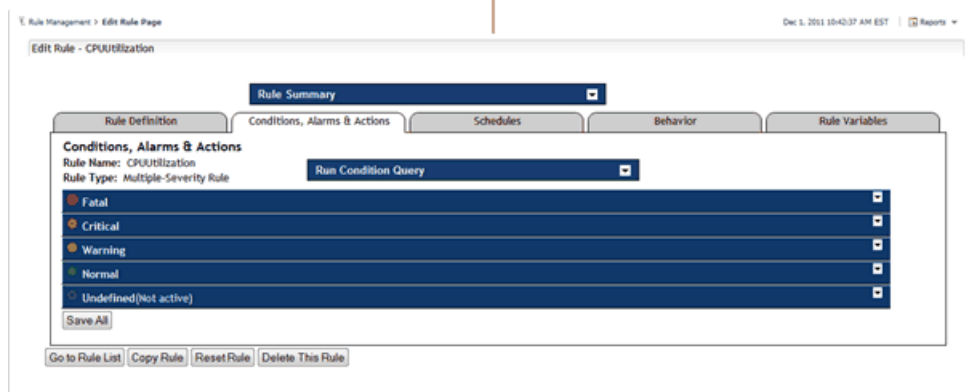 Rule Management > Edit Rule Page
Dec 1, 2011 10:42:37 AM EST | Reports
Edit Rule - CPUUtilization
Rule Summary
Rule Definition
Conditions, Alarms & Actions
Schedules
Behavior
Rule Variables
Conditions, Alarms & Actions
Rule Name: CPUUtilization
Rule Type: Multiple-Severity Rule
Run Condition Query
Fatal
Critical
Warning
Normal
Undefined(Not active)
Save All
Go to Rule List
Copy Rule
Reset Rule
Delete This Rule